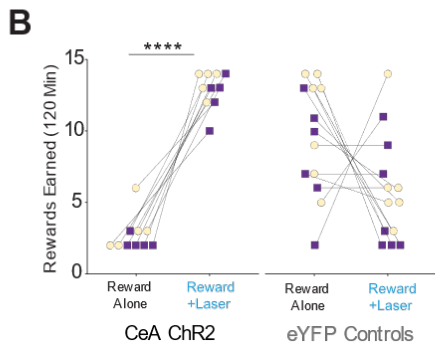 B
****
15
10
5
0
Rewards Earned (120 Min)
Reward Alone
Reward +Laser
Reward Alone
Reward +Laser
CeA ChR2
eYFP Controls